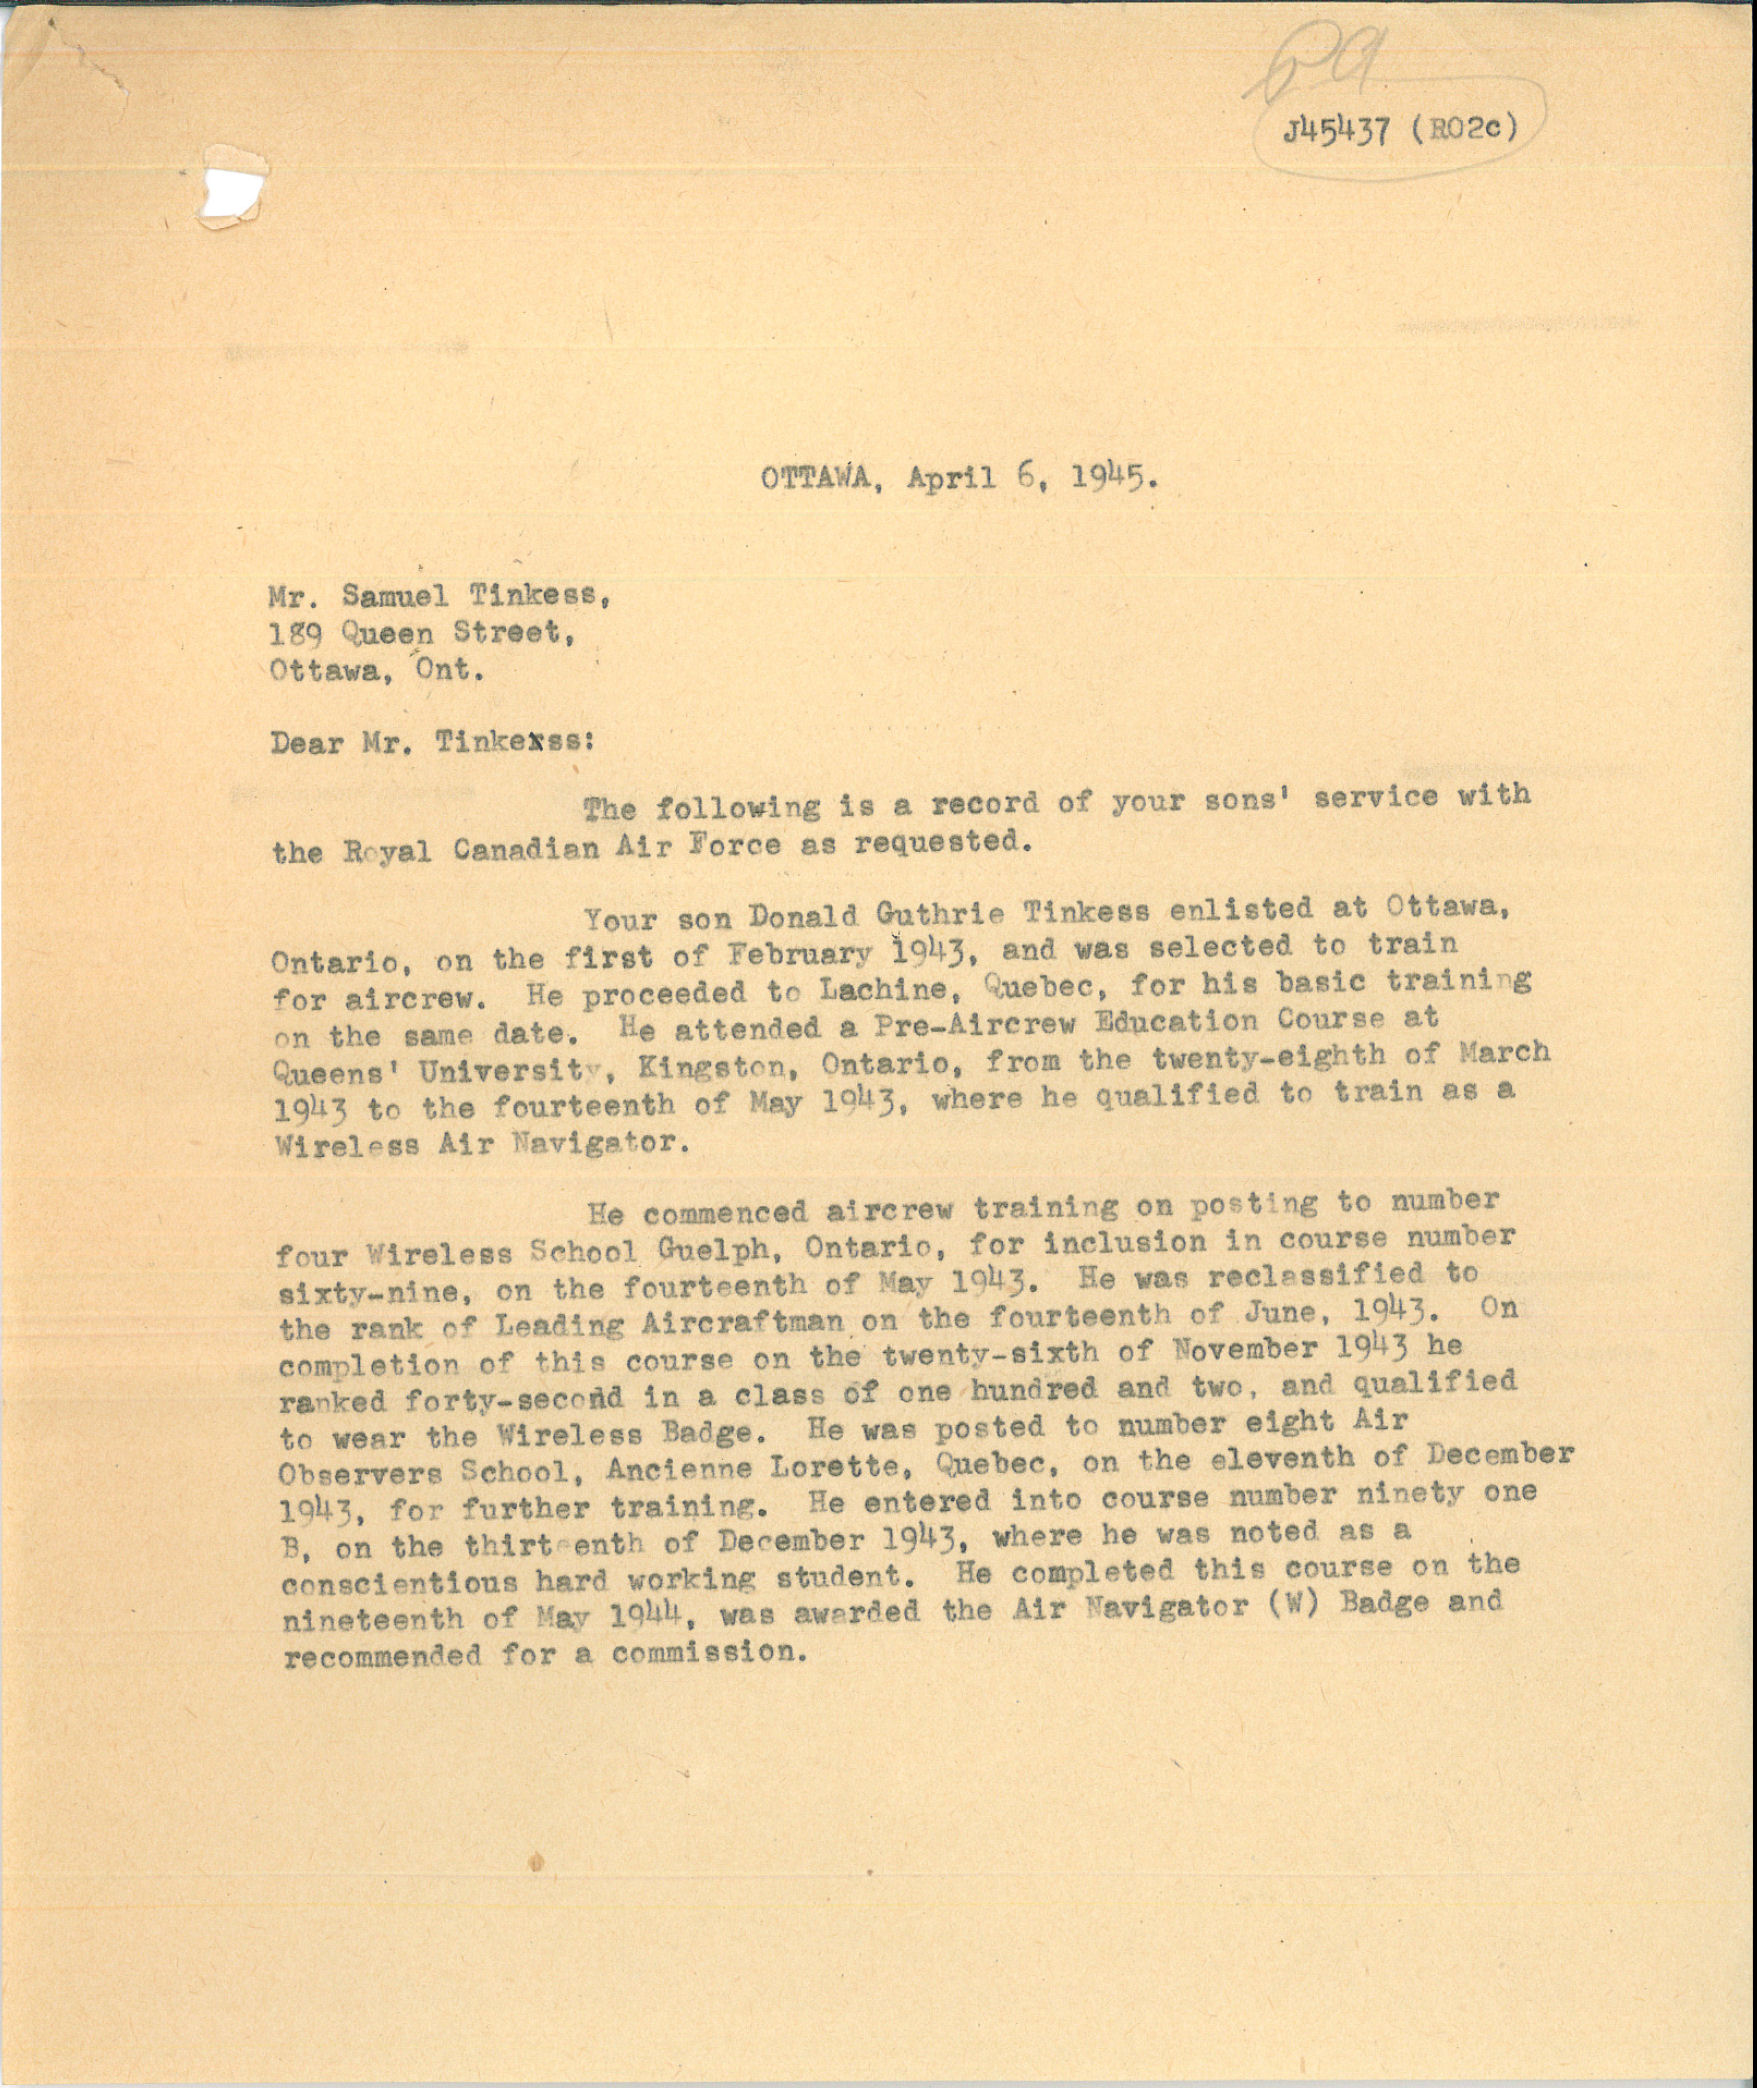 J45437 (RO2c)
OTTAWA, April 6, 1945.
Mr. Samuel Tinkess,
189 Queen Street,
Ottawa, Ont.
Dear Mr. Tinkexss:
The following is a record of your sons' service with
the Royal Canadian Air Force as requested.
Your son Donald Guthrie Tinkess enlisted at Ottawa,
Ontario, on the first of February 1943, and was selected to train
for aircrew. He proceeded to Lachine, Quebec, for his basic training
on the same date. He attended a Pre-Aircrew Education Course at
Queens' University, Kingston, Ontario, from the twenty-eighth of March
1943 to the fourteenth of May 1943, where he qualified to train as a
Wireless Air Navigator.
He commenced aircrew training on posting to number
four Wireless School Guelph, Ontario, for inclusion in course number
sixty-nine, on the fourteenth of May 1943. He was reclassified to
the rank of Leading Aircraftman on the fourteenth of June, 1943. On
completion of this course on the twenty-sixth of November 1943 he
ranked forty-second in a class of one hundred and two, and qualified
to wear the Wireless Badge. He was posted to number eight Air
Observers School, Ancienne Lorette, Quebec, on the eleventh of December
1943, for further training. He entered into course number ninety one
B, on the thirteenth of December 1943, where he was noted as a
conscientious hard working student. He completed this course on the
nineteenth of May 1944, was awarded the Air Navigator (W) Badge and
recommended for a commission.